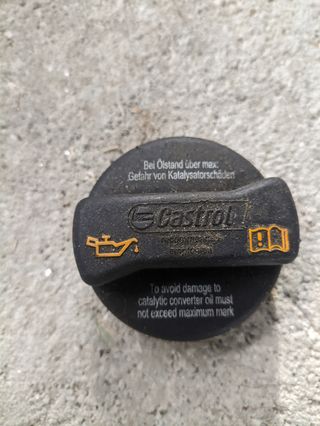 Bei Ölstand über max:
Gefahr von Katalysatorschäden
Castrol
To avoid damage to
catalytic converter oil must
not exceed maximum mark